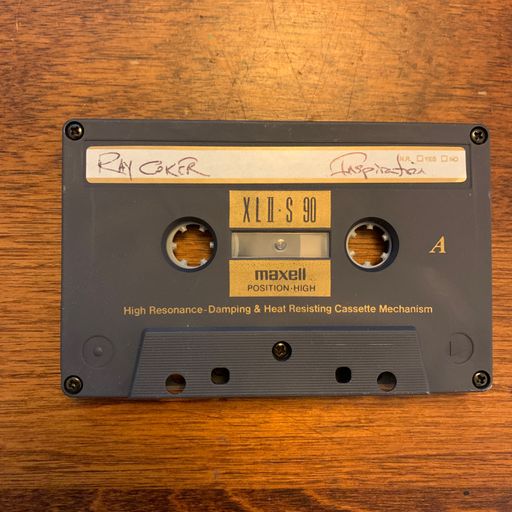 RAY COKER Inspiration N.R. □ YES □ NO
XLII·S 90
maxell
POSITION-HIGH
A
High Resonance-Damping & Heat Resisting Cassette Mechanism